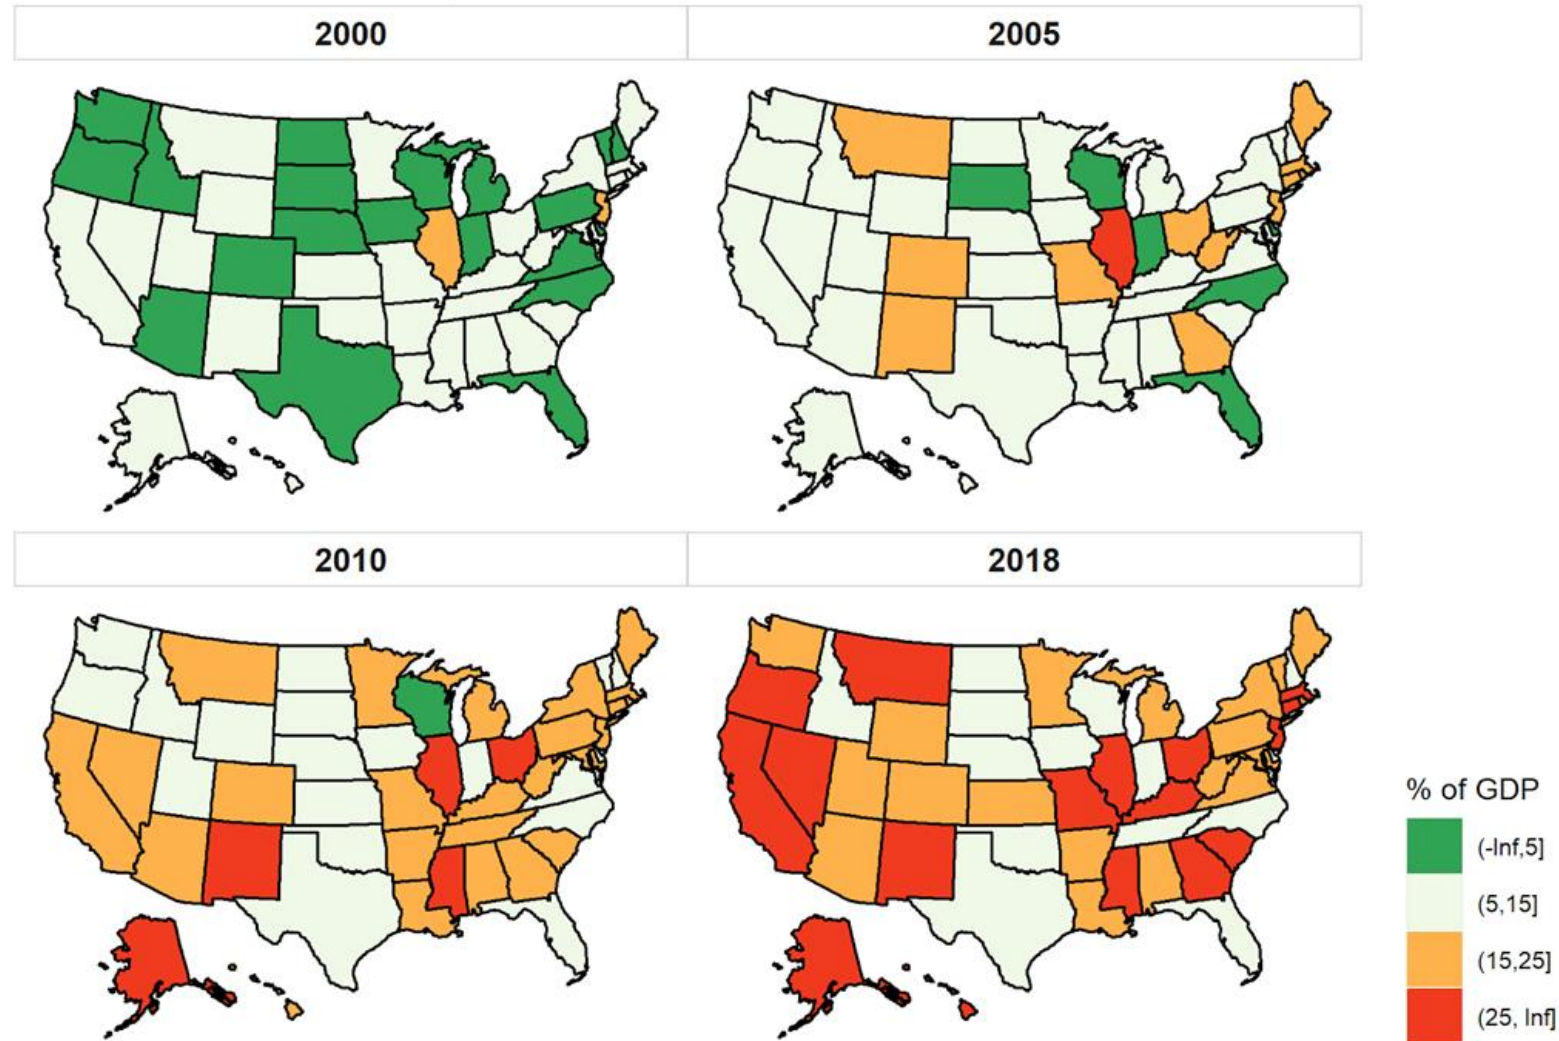 2000
2005
2010
2018
% of GDP
(-Inf,5]
(5,15]
(15,25]
(25, Inf]